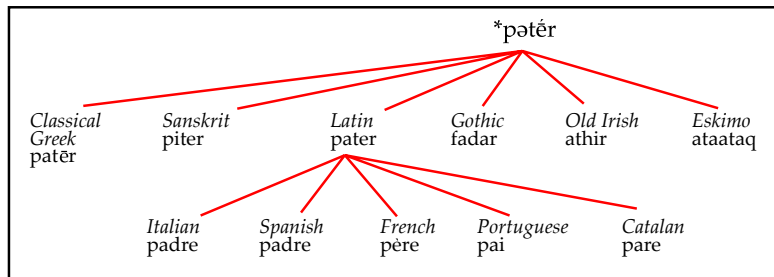 *pətḗr
Classical Sanskrit Latin Gothic Old Irish Eskimo
Greek piter pater fadar athir ataataq
patēr
Italian Spanish French Portuguese Catalan
padre padre père pai pare